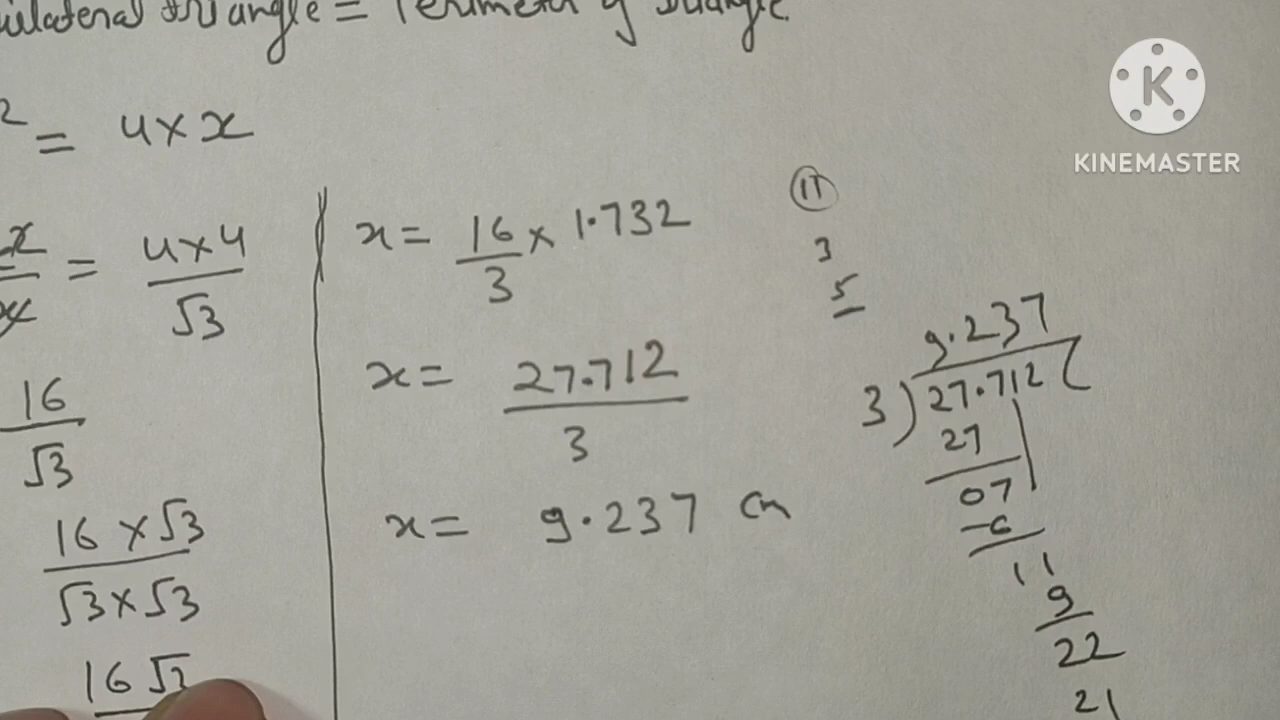 triangle = Perimeter of triangle.
2 = 4 × x
x/x = 4 × 4/√3
16/√3
16 × √3/√3 × √3
16 √3
x = 16/3 × 1.732
x = 27.712/3
x = 9.237 cm
11
3
5
9.237
3 ) 27.712 (
27
07
-6
11
9
22
21
K
KINEMASTER